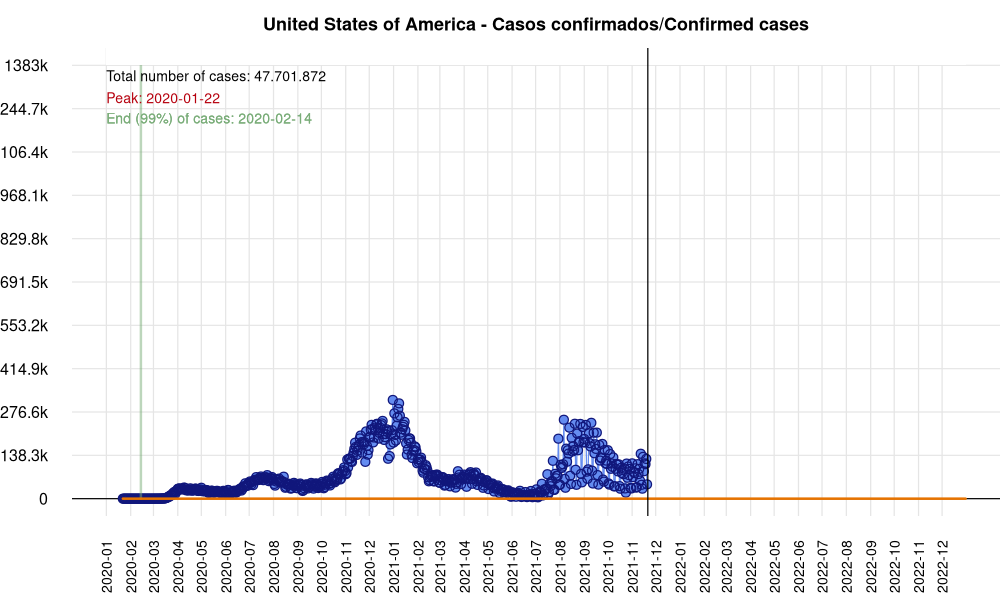 United States of America - Casos confirmados/Confirmed cases
1383k
Total number of cases: 47.701.872
Peak: 2020-01-22
244.7k
End (99%) of cases: 2020-02-14
106.4k
968.1k
829.8k
691.5k
553.2k
414.9k
276.6k
138.3k
0
2020-01
2020-02
2020-03
2020-04
2020-05
2020-06
2020-07
2020-08
2020-09
2020-10
2020-11
2020-12
2021-01
2021-02
2021-03
2021-04
2021-05
2021-06
2021-07
2021-08
2021-09
2021-10
2021-11
2021-12
2022-01
2022-02
2022-03
2022-04
2022-05
2022-06
2022-07
2022-08
2022-09
2022-10
2022-11
2022-12